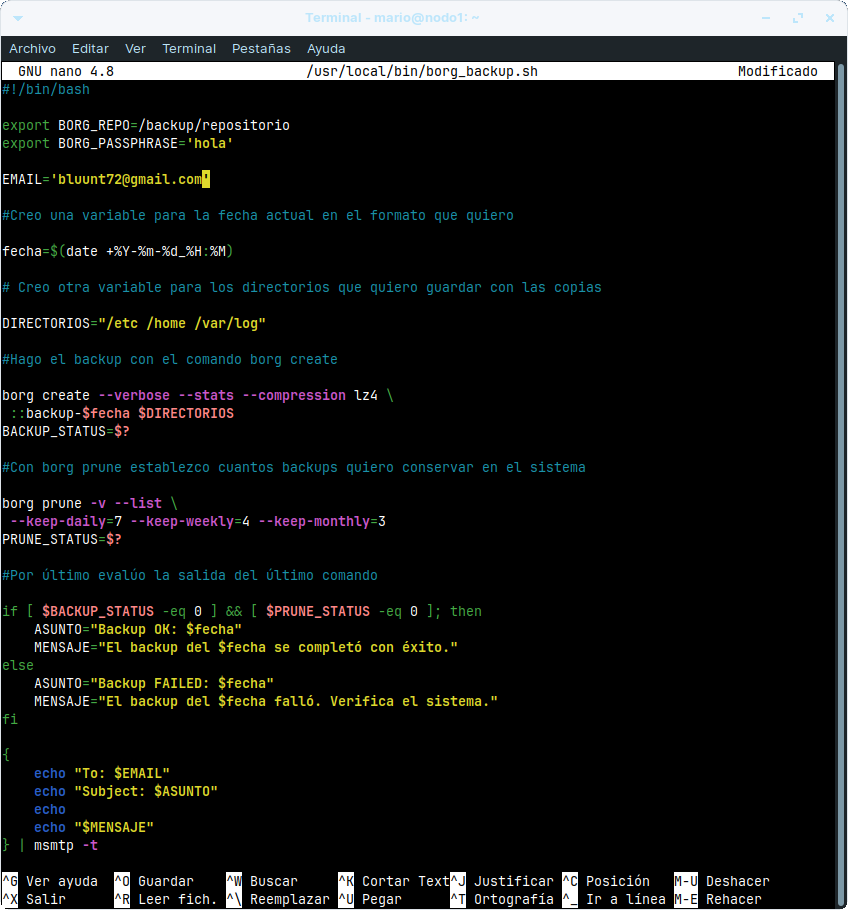 Terminal - mario@nodo1: ~
Archivo Editar Ver Terminal Pestañas Ayuda
GNU nano 4.8 /usr/local/bin/borg_backup.sh Modificado
#!/bin/bash
export BORG_REPO=/backup/repositorio
export BORG_PASSPHRASE='hola'
EMAIL='bluunt72@gmail.com'
#Creo una variable para la fecha actual en el formato que quiero
fecha=$(date +%Y-%m-%d_%H:%M)
# Creo otra variable para los directorios que quiero guardar con las copias
DIRECTORIOS="/etc /home /var/log"
#Hago el backup con el comando borg create
borg create --verbose --stats --compression lz4 \
 ::backup-$fecha $DIRECTORIOS
BACKUP_STATUS=$?
#Con borg prune establezco cuantos backups quiero conservar en el sistema
borg prune -v --list \
 --keep-daily=7 --keep-weekly=4 --keep-monthly=3
PRUNE_STATUS=$?
#Por último evalúo la salida del último comando
if [ $BACKUP_STATUS -eq 0 ] && [ $PRUNE_STATUS -eq 0 ]; then
    ASUNTO="Backup OK: $fecha"
    MENSAJE="El backup del $fecha se completó con éxito."
else
    ASUNTO="Backup FAILED: $fecha"
    MENSAJE="El backup del $fecha falló. Verifica el sistema."
fi
{
    echo "To: $EMAIL"
    echo "Subject: $ASUNTO"
    echo
    echo "$MENSAJE"
} | msmtp -t
^G Ver ayuda ^O Guardar ^W Buscar ^K Cortar Text^J Justificar ^C Posición M-U Deshacer
^X Salir ^R Leer fich. ^\ Reemplazar ^U Pegar ^T Ortografía ^_ Ir a línea M-E Rehacer